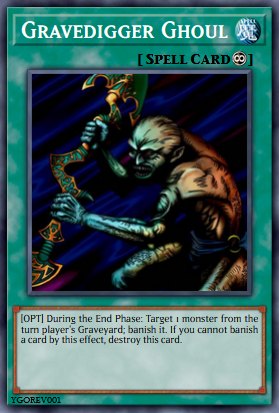 Gravedigger Ghoul
[Spell Card]
[OPT] During the End Phase: Target 1 monster from the
turn player's Graveyard; banish it. If you cannot banish
a card by this effect, destroy this card.
YGOREV001